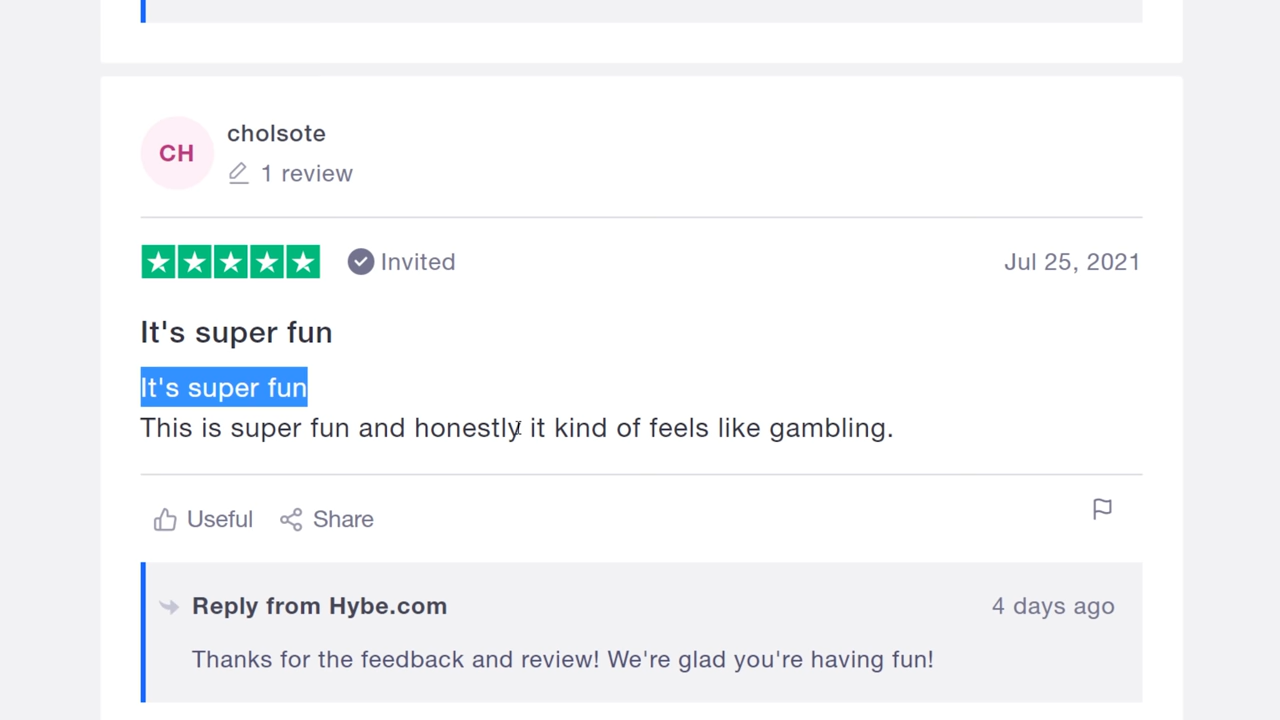 CH
cholsote
1 review
Invited
Jul 25, 2021
It's super fun
It's super fun
This is super fun and honestly it kind of feels like gambling.
Useful
Share
Reply from Hybe.com
4 days ago
Thanks for the feedback and review! We're glad you're having fun!